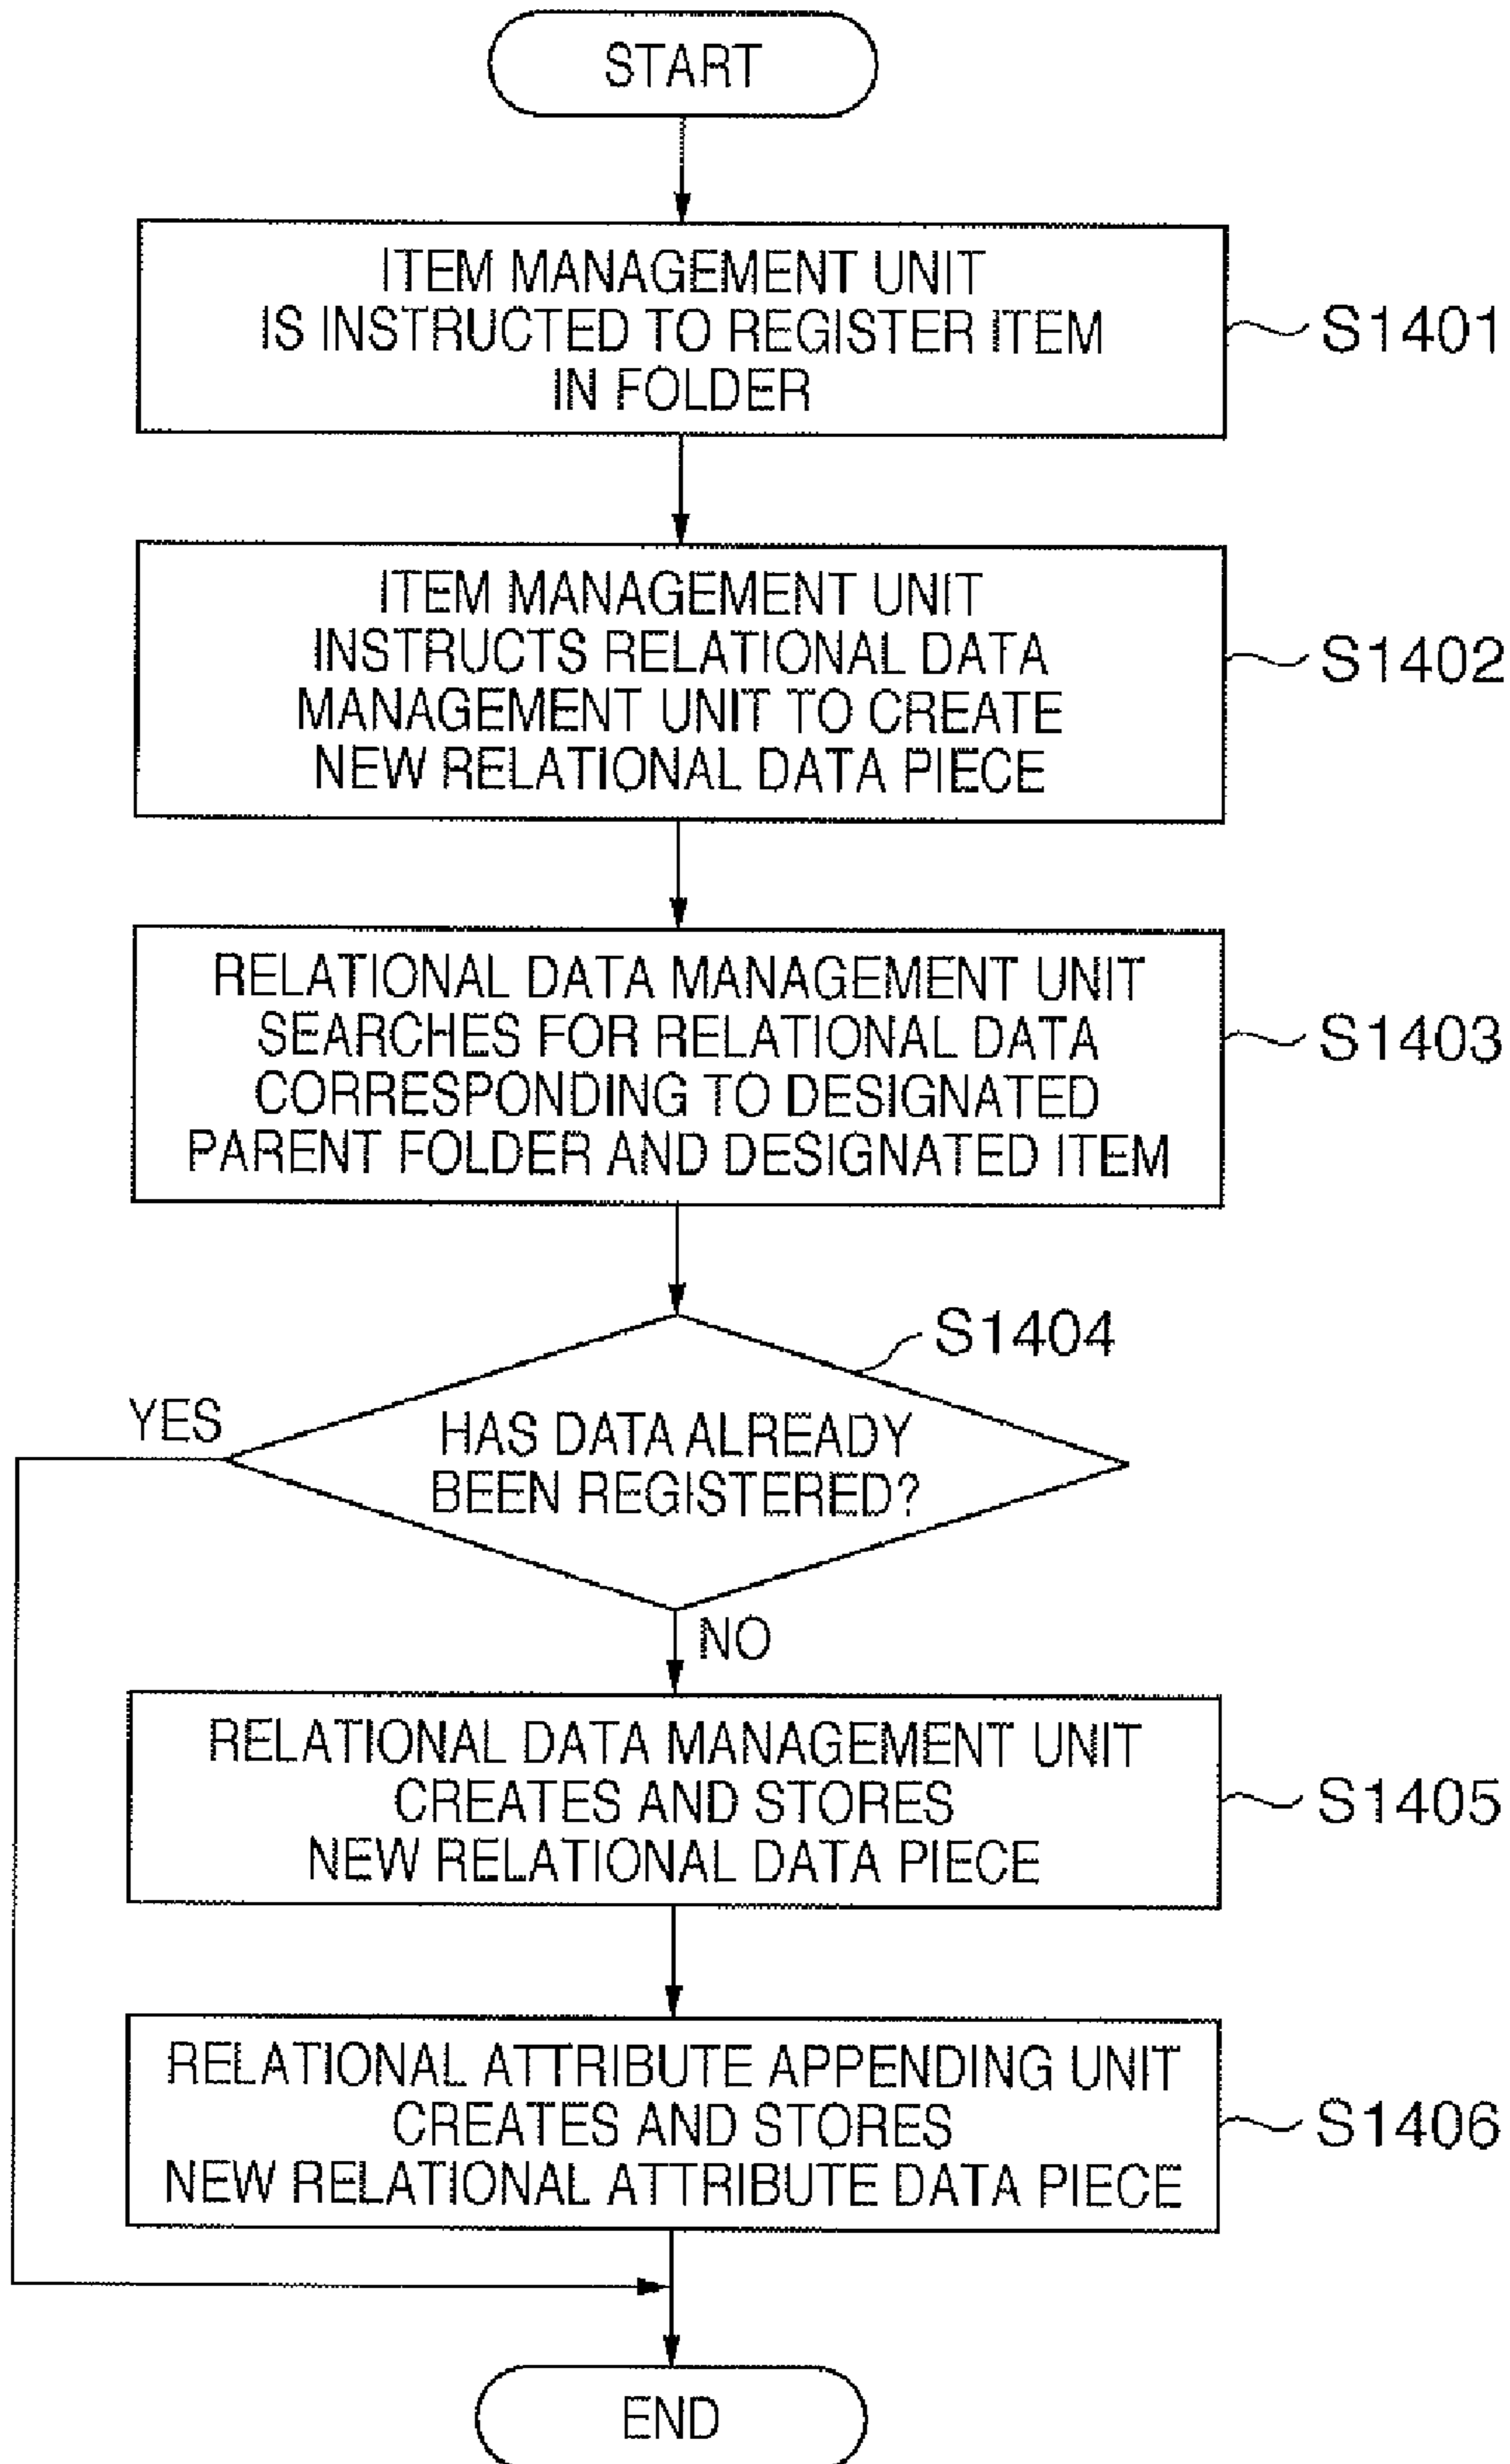 START
ITEM MANAGEMENT UNIT
IS INSTRUCTED TO REGISTER ITEM
IN FOLDER
S1401
ITEM MANAGEMENT UNIT
INSTRUCTS RELATIONAL DATA
MANAGEMENT UNIT TO CREATE
NEW RELATIONAL DATA PIECE
S1402
RELATIONAL DATA MANAGEMENT UNIT
SEARCHES FOR RELATIONAL DATA
CORRESPONDING TO DESIGNATED
PARENT FOLDER AND DESIGNATED ITEM
S1403
S1404
YES
HAS DATA ALREADY
BEEN REGISTERED?
NO
RELATIONAL DATA MANAGEMENT UNIT
CREATES AND STORES
NEW RELATIONAL DATA PIECE
S1405
RELATIONAL ATTRIBUTE APPENDING UNIT
CREATES AND STORES
NEW RELATIONAL ATTRIBUTE DATA PIECE
S1406
END